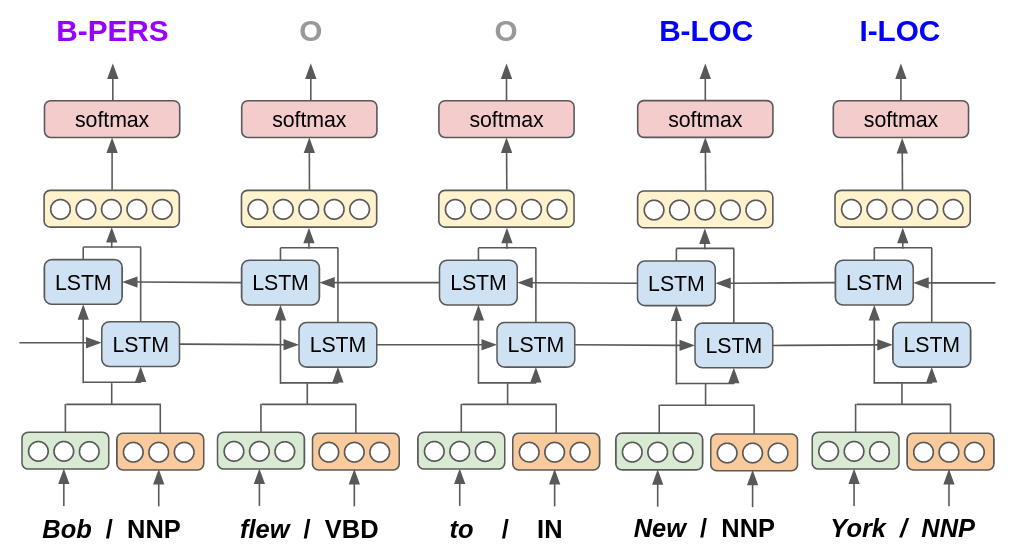 B-PERS O O B-LOC I-LOC
softmax softmax softmax softmax softmax
LSTM LSTM LSTM LSTM LSTM
LSTM LSTM LSTM LSTM LSTM
Bob / NNP flew / VBD to / IN New / NNP York / NNP